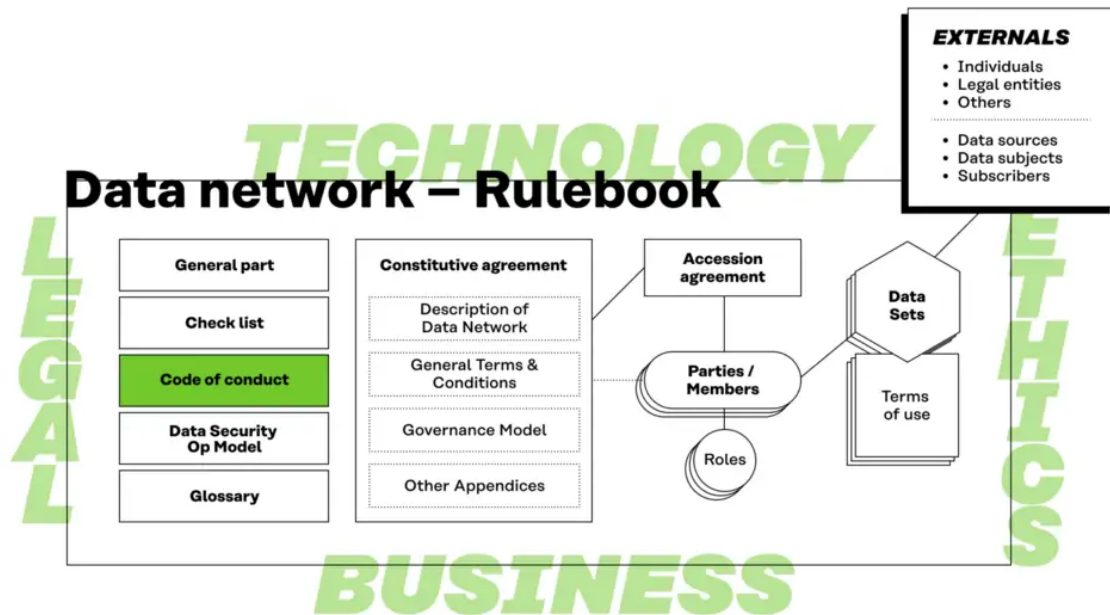 EXTERNALS
• Individuals
• Legal entities
• Others
• Data sources
• Data subjects
• Subscribers
TECHNOLOGY
Data network – Rulebook
LEGAL
ETHICS
General part
Check list
Code of conduct
Data Security
Op Model
Glossary
Constitutive agreement
Description of
Data Network
General Terms &
Conditions
Governance Model
Other Appendices
Accession
agreement
Parties /
Members
Roles
Data
Sets
Terms
of use
BUSINESS